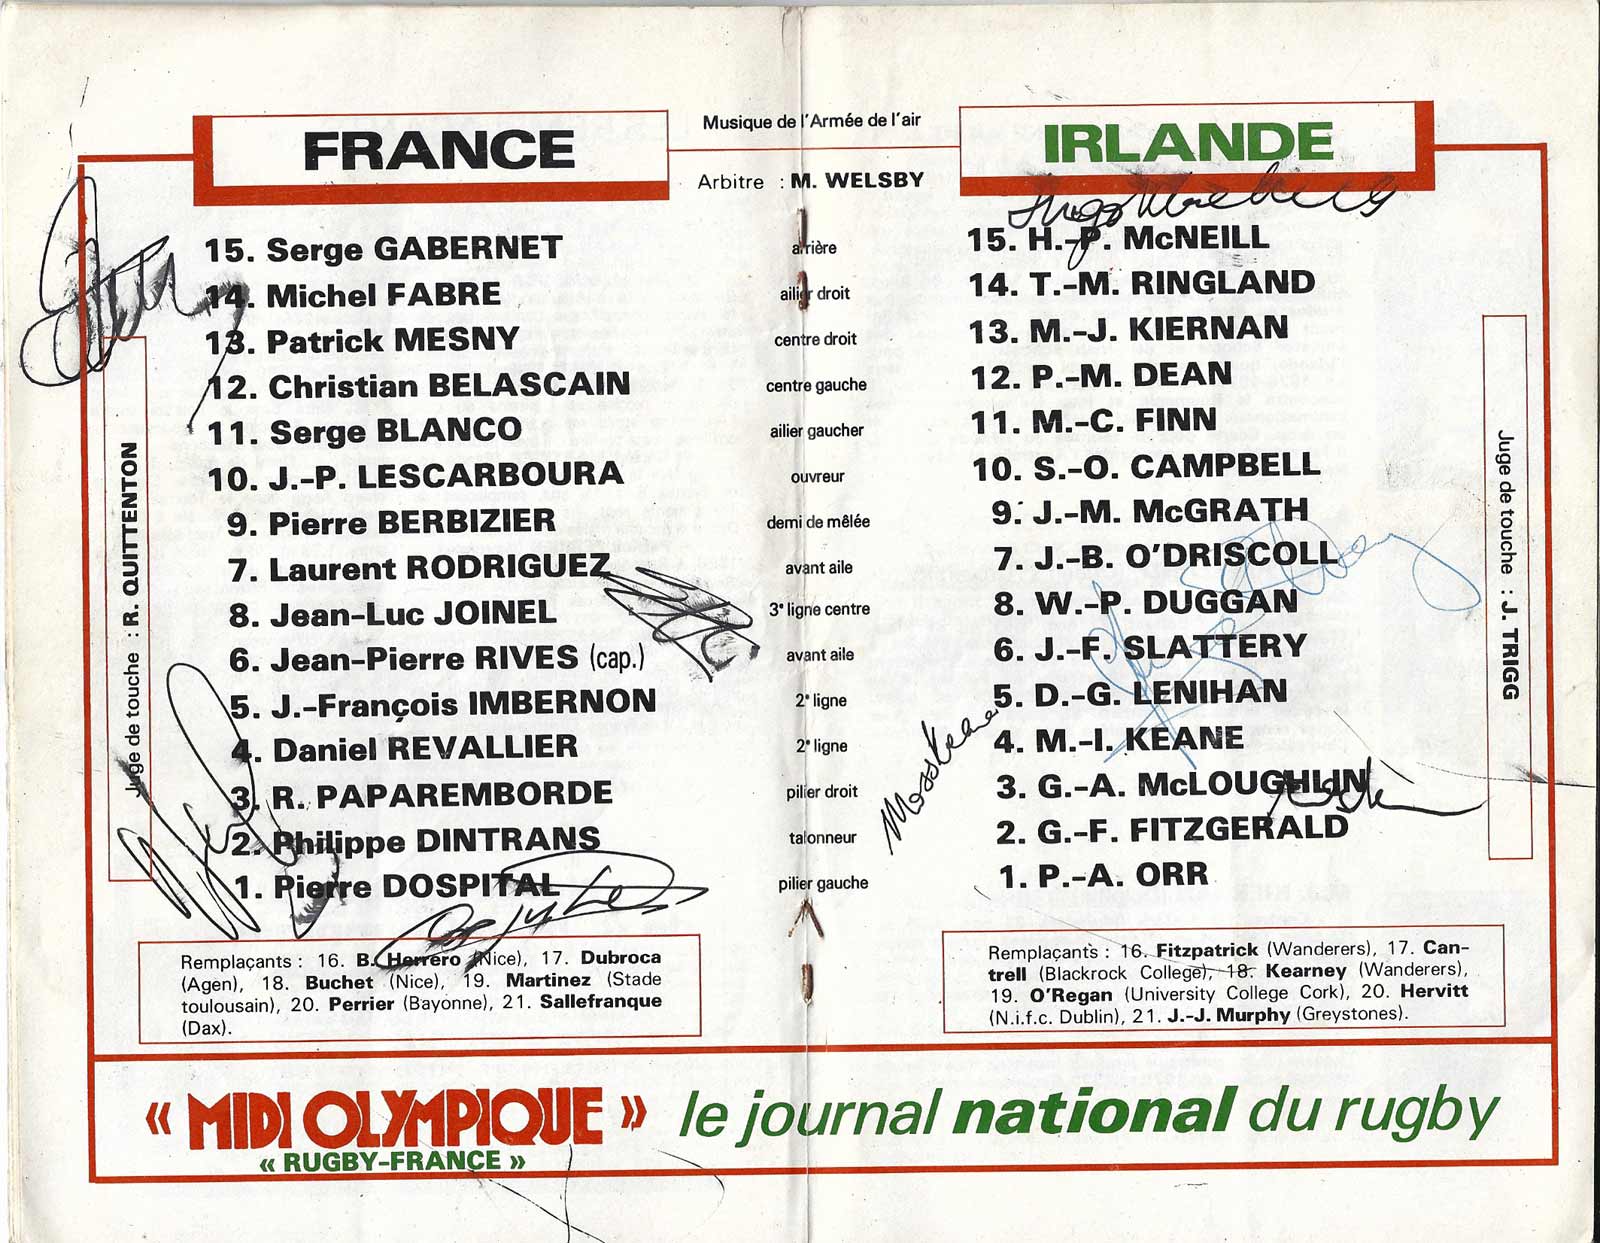 FRANCE
Musique de l'Armée de l'air
IRLANDE
Arbitre : M. WELSBY
Hugo MacNeill
15. Serge GABERNET
arrière
15. H.-P. McNEILL
14. Michel FABRE
ailier droit
14. T.-M. RINGLAND
13. Patrick MESNY
centre droit
13. M.-J. KIERNAN
12. Christian BELASCAIN
centre gauche
12. P.-M. DEAN
11. Serge BLANCO
ailier gaucher
11. M.-C. FINN
10. J.-P. LESCARBOURA
ouvreur
10. S.-O. CAMPBELL
9. Pierre BERBIZIER
demi de mêlée
9. J.-M. McGRATH
7. Laurent RODRIGUEZ
avant aile
7. J.-B. O'DRISCOLL
8. Jean-Luc JOINEL
3e ligne centre
8. W.-P. DUGGAN
6. Jean-Pierre RIVES (cap.)
avant aile
6. J.-F. SLATTERY
5. J.-François IMBERNON
2e ligne
5. D.-G. LENIHAN
4. Daniel REVALLIER
2e ligne
4. M.-I. KEANE
Moss Keane
3. R. PAPAREMBORDE
pilier droit
3. G.-A. McLOUGHLIN
2. Philippe DINTRANS
talonneur
2. G.-F. FITZGERALD
1. Pierre DOSPITAL
pilier gauche
1. P.-A. ORR
Juge de touche : R. QUITTENTON
Juge de touche : J. TRIGG
Remplaçants : 16. B. Herrero (Nice), 17. Dubroca
(Agen), 18. Buchet (Nice), 19. Martinez (Stade
toulousain), 20. Perrier (Bayonne), 21. Sallefranque
(Dax).
Remplaçants : 16. Fitzpatrick (Wanderers), 17. Can-
trell (Blackrock College), 18. Kearney (Wanderers),
19. O'Regan (University College Cork), 20. Hervitt
(N.i.f.c. Dublin), 21. J.-J. Murphy (Greystones).
« MIDI OLYMPIQUE » le journal national du rugby
« RUGBY-FRANCE »